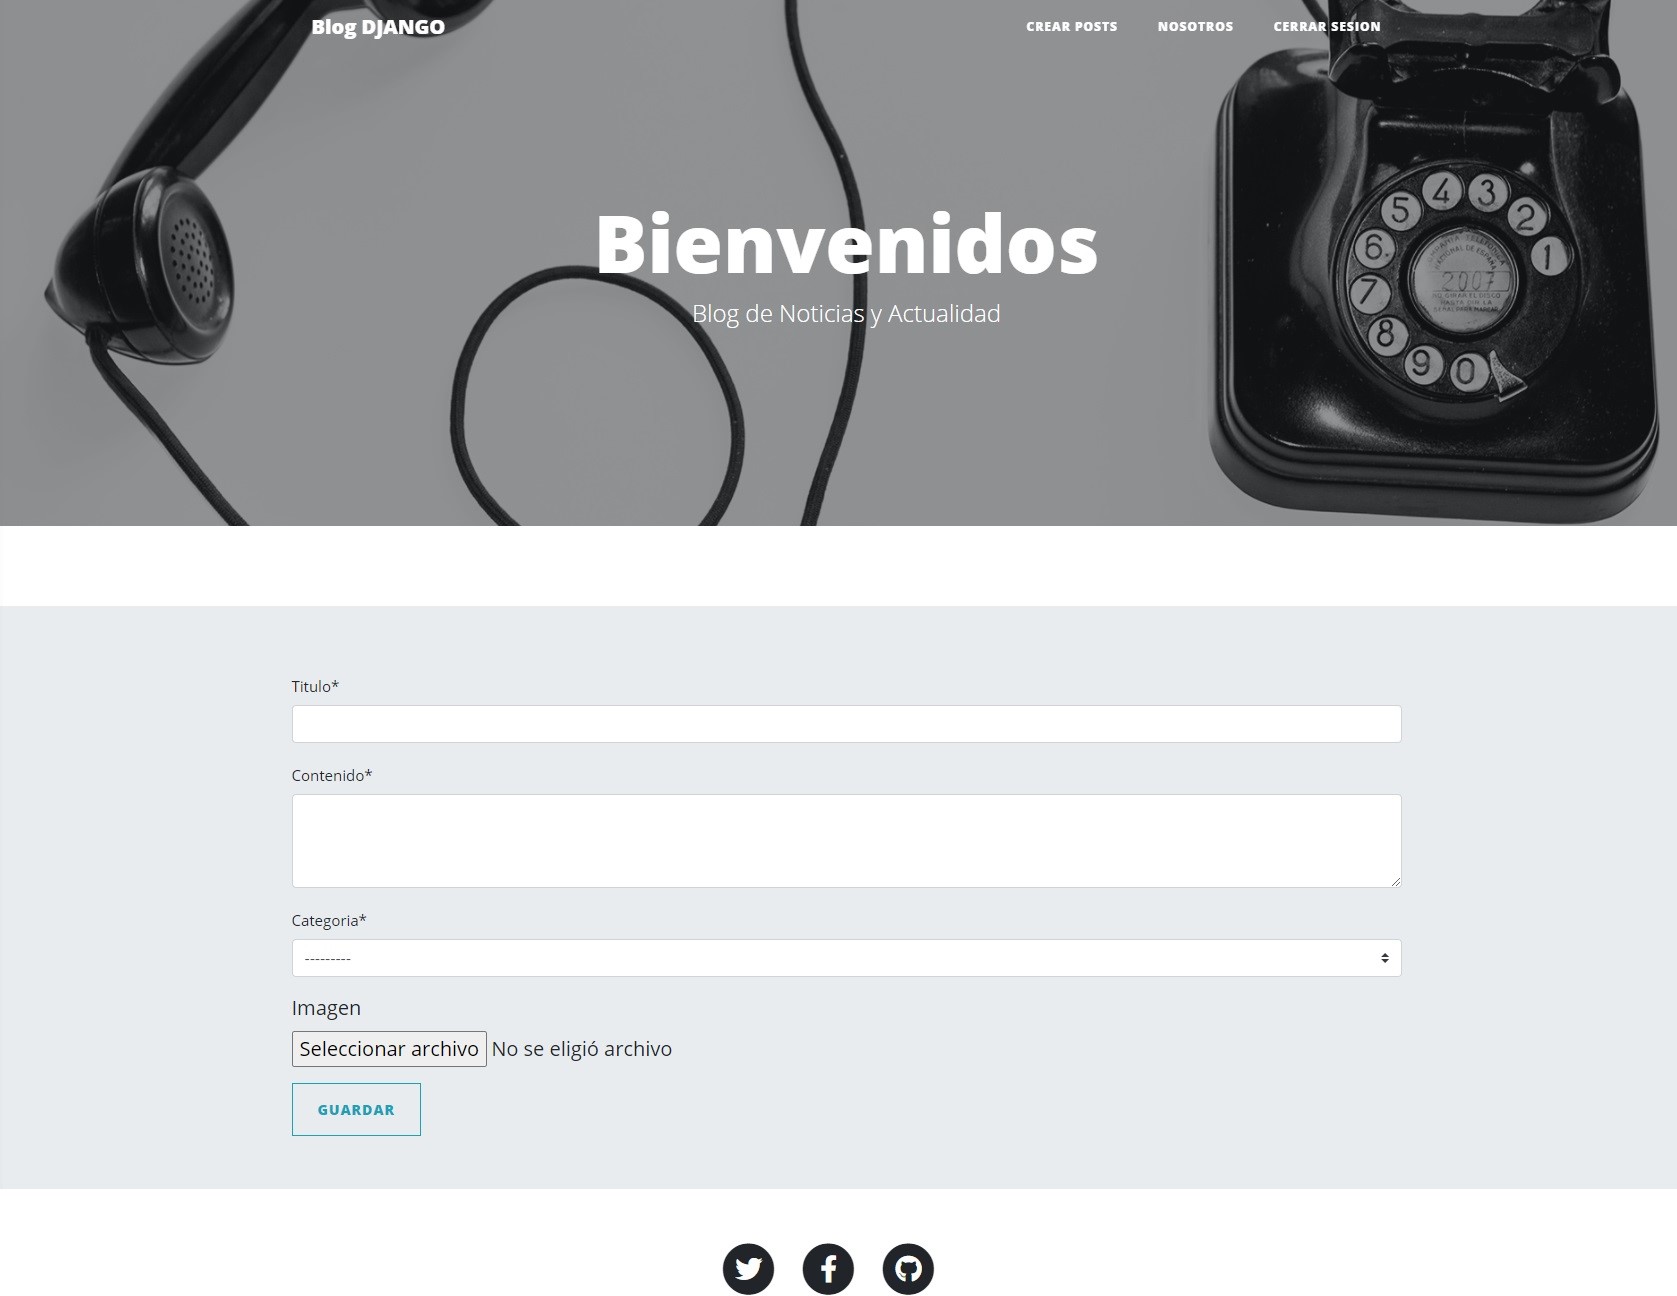 Blog DJANGO
CREAR POSTS NOSOTROS CERRAR SESION
4 3
5 2
6 1
7
8
9 0
2007
Bienvenidos
Blog de Noticias y Actualidad
Titulo*
Contenido*
Categoria*
---------
Imagen
Seleccionar archivo No se eligió archivo
GUARDAR